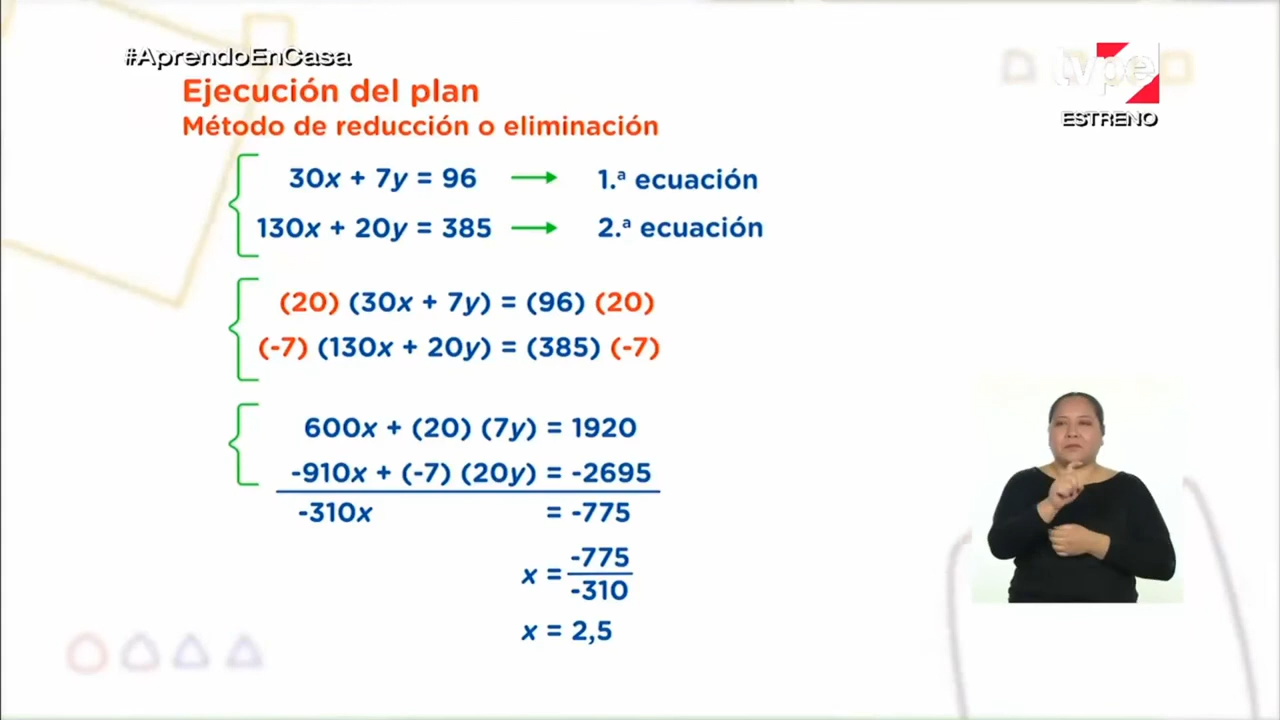 #AprendoEnCasa
tvpe
ESTRENO
Ejecución del plan
Método de reducción o eliminación
30x + 7y = 96 → 1.ª ecuación
130x + 20y = 385 → 2.ª ecuación
(20) (30x + 7y) = (96) (20)
(-7) (130x + 20y) = (385) (-7)
600x + (20) (7y) = 1920
-910x + (-7) (20y) = -2695
-310x = -775
x = -775
-310
x = 2,5